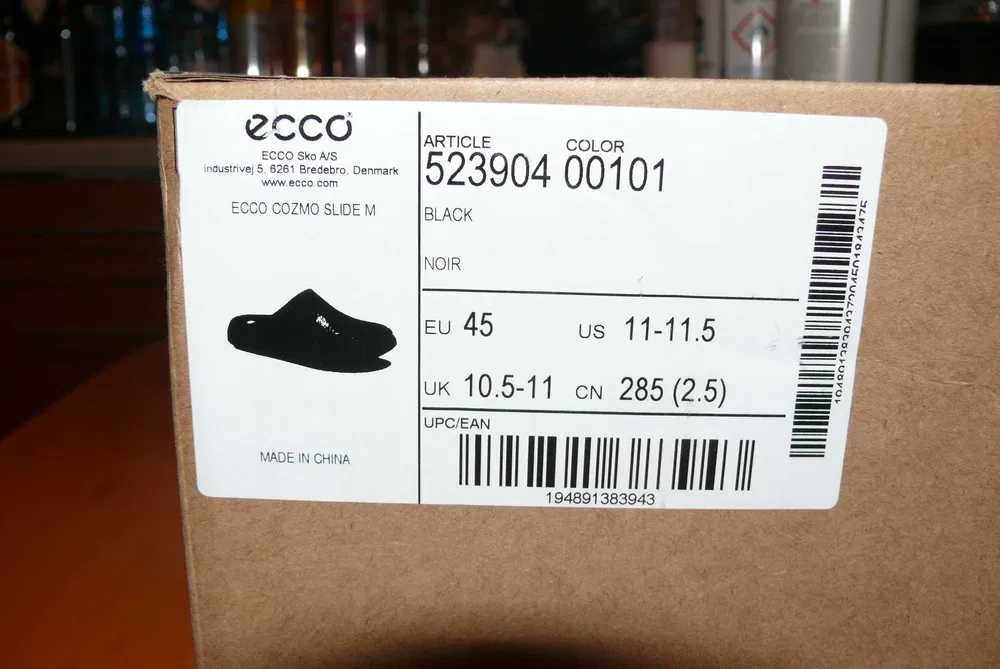 ecco
ECCO Sko A/S
industrivej 5, 6261 Bredebro, Denmark
www.ecco.com
ECCO COZMO SLIDE M
MADE IN CHINA
ARTICLE COLOR
523904 00101
BLACK
NOIR
EU 45 US 11-11.5
UK 10.5-11 CN 285 (2.5)
UPC/EAN
194891383943